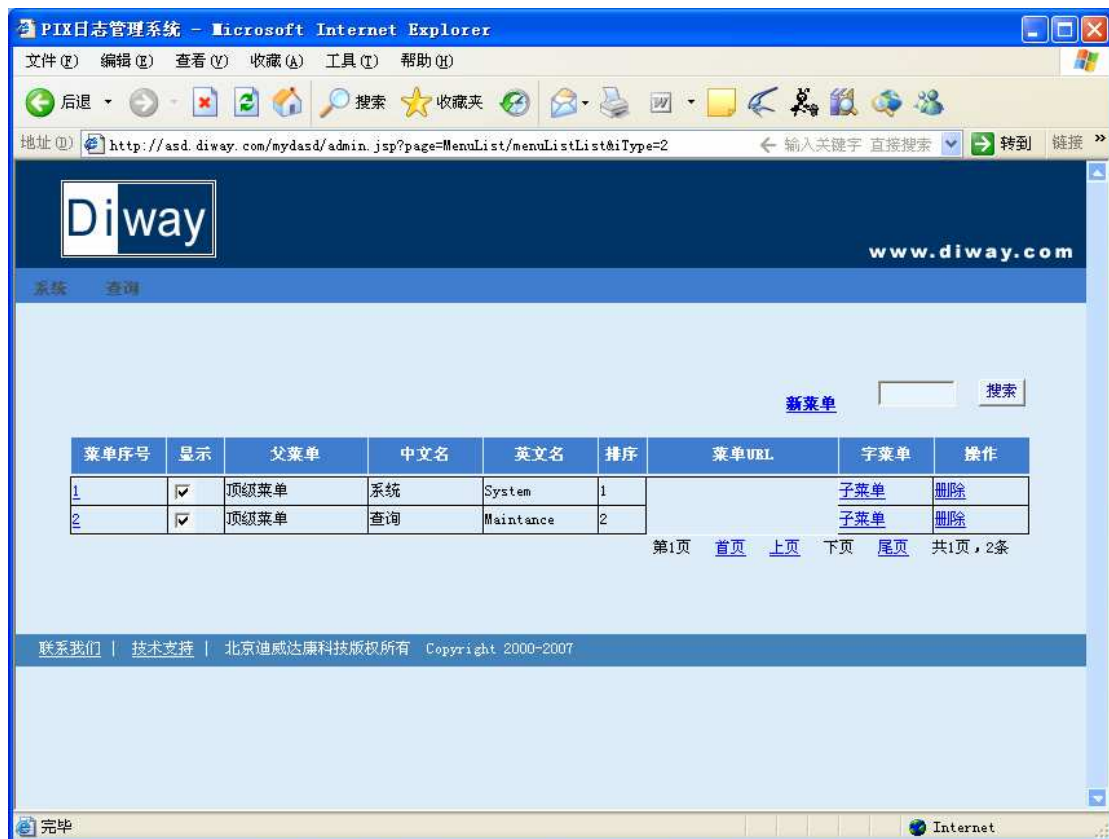 PIX日志管理系统 - Microsoft Internet Explorer
文件(F) 编辑(E) 查看(V) 收藏(A) 工具(T) 帮助(H)
后退 搜索 收藏夹
地址(D) http://asd.diway.com/mydasd/admin.jsp?page=MenuList/menuListList&iType=2 输入关键字 直接搜索 转到 链接 »
Diway
www.diway.com
系统 查询
新菜单 搜索
菜单序号 显示 父菜单 中文名 英文名 排序 菜单URL 字菜单 操作
1 顶级菜单 系统 System 1 子菜单 删除
2 顶级菜单 查询 Maintance 2 子菜单 删除
第1页 首页 上页 下页 尾页 共1页，2条
联系我们 | 技术支持 | 北京迪威达康科技版权所有 Copyright 2000-2007
完毕 Internet